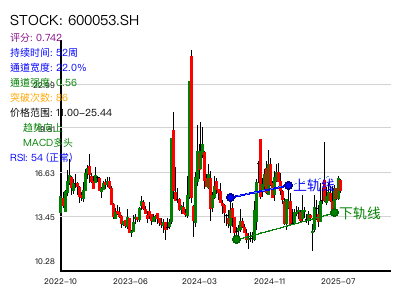 STOCK: 600053.SH
评分: 0.742
持续时间: 52周
通道宽度: 22.0%
通道强度: 0.56
突破次数: 86
价格范围: 11.00-25.44
趋势向上
MACD多头
RSI: 54 (正常)
16.63
13.45
10.28
上轨线
下轨线
2022-10
2023-06
2024-03
2024-11
2025-07